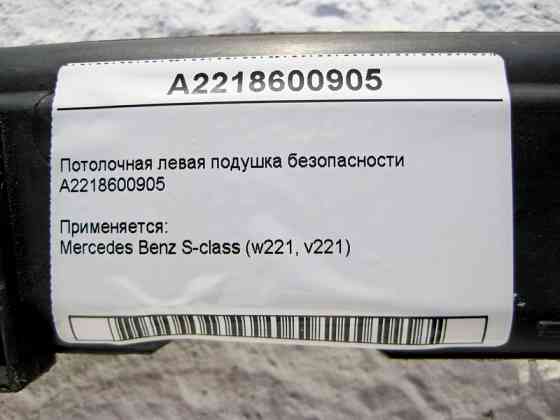 A2218600905
Потолочная левая подушка безопасности
A2218600905
Применяется:
Mercedes Benz S-class (w221, v221)